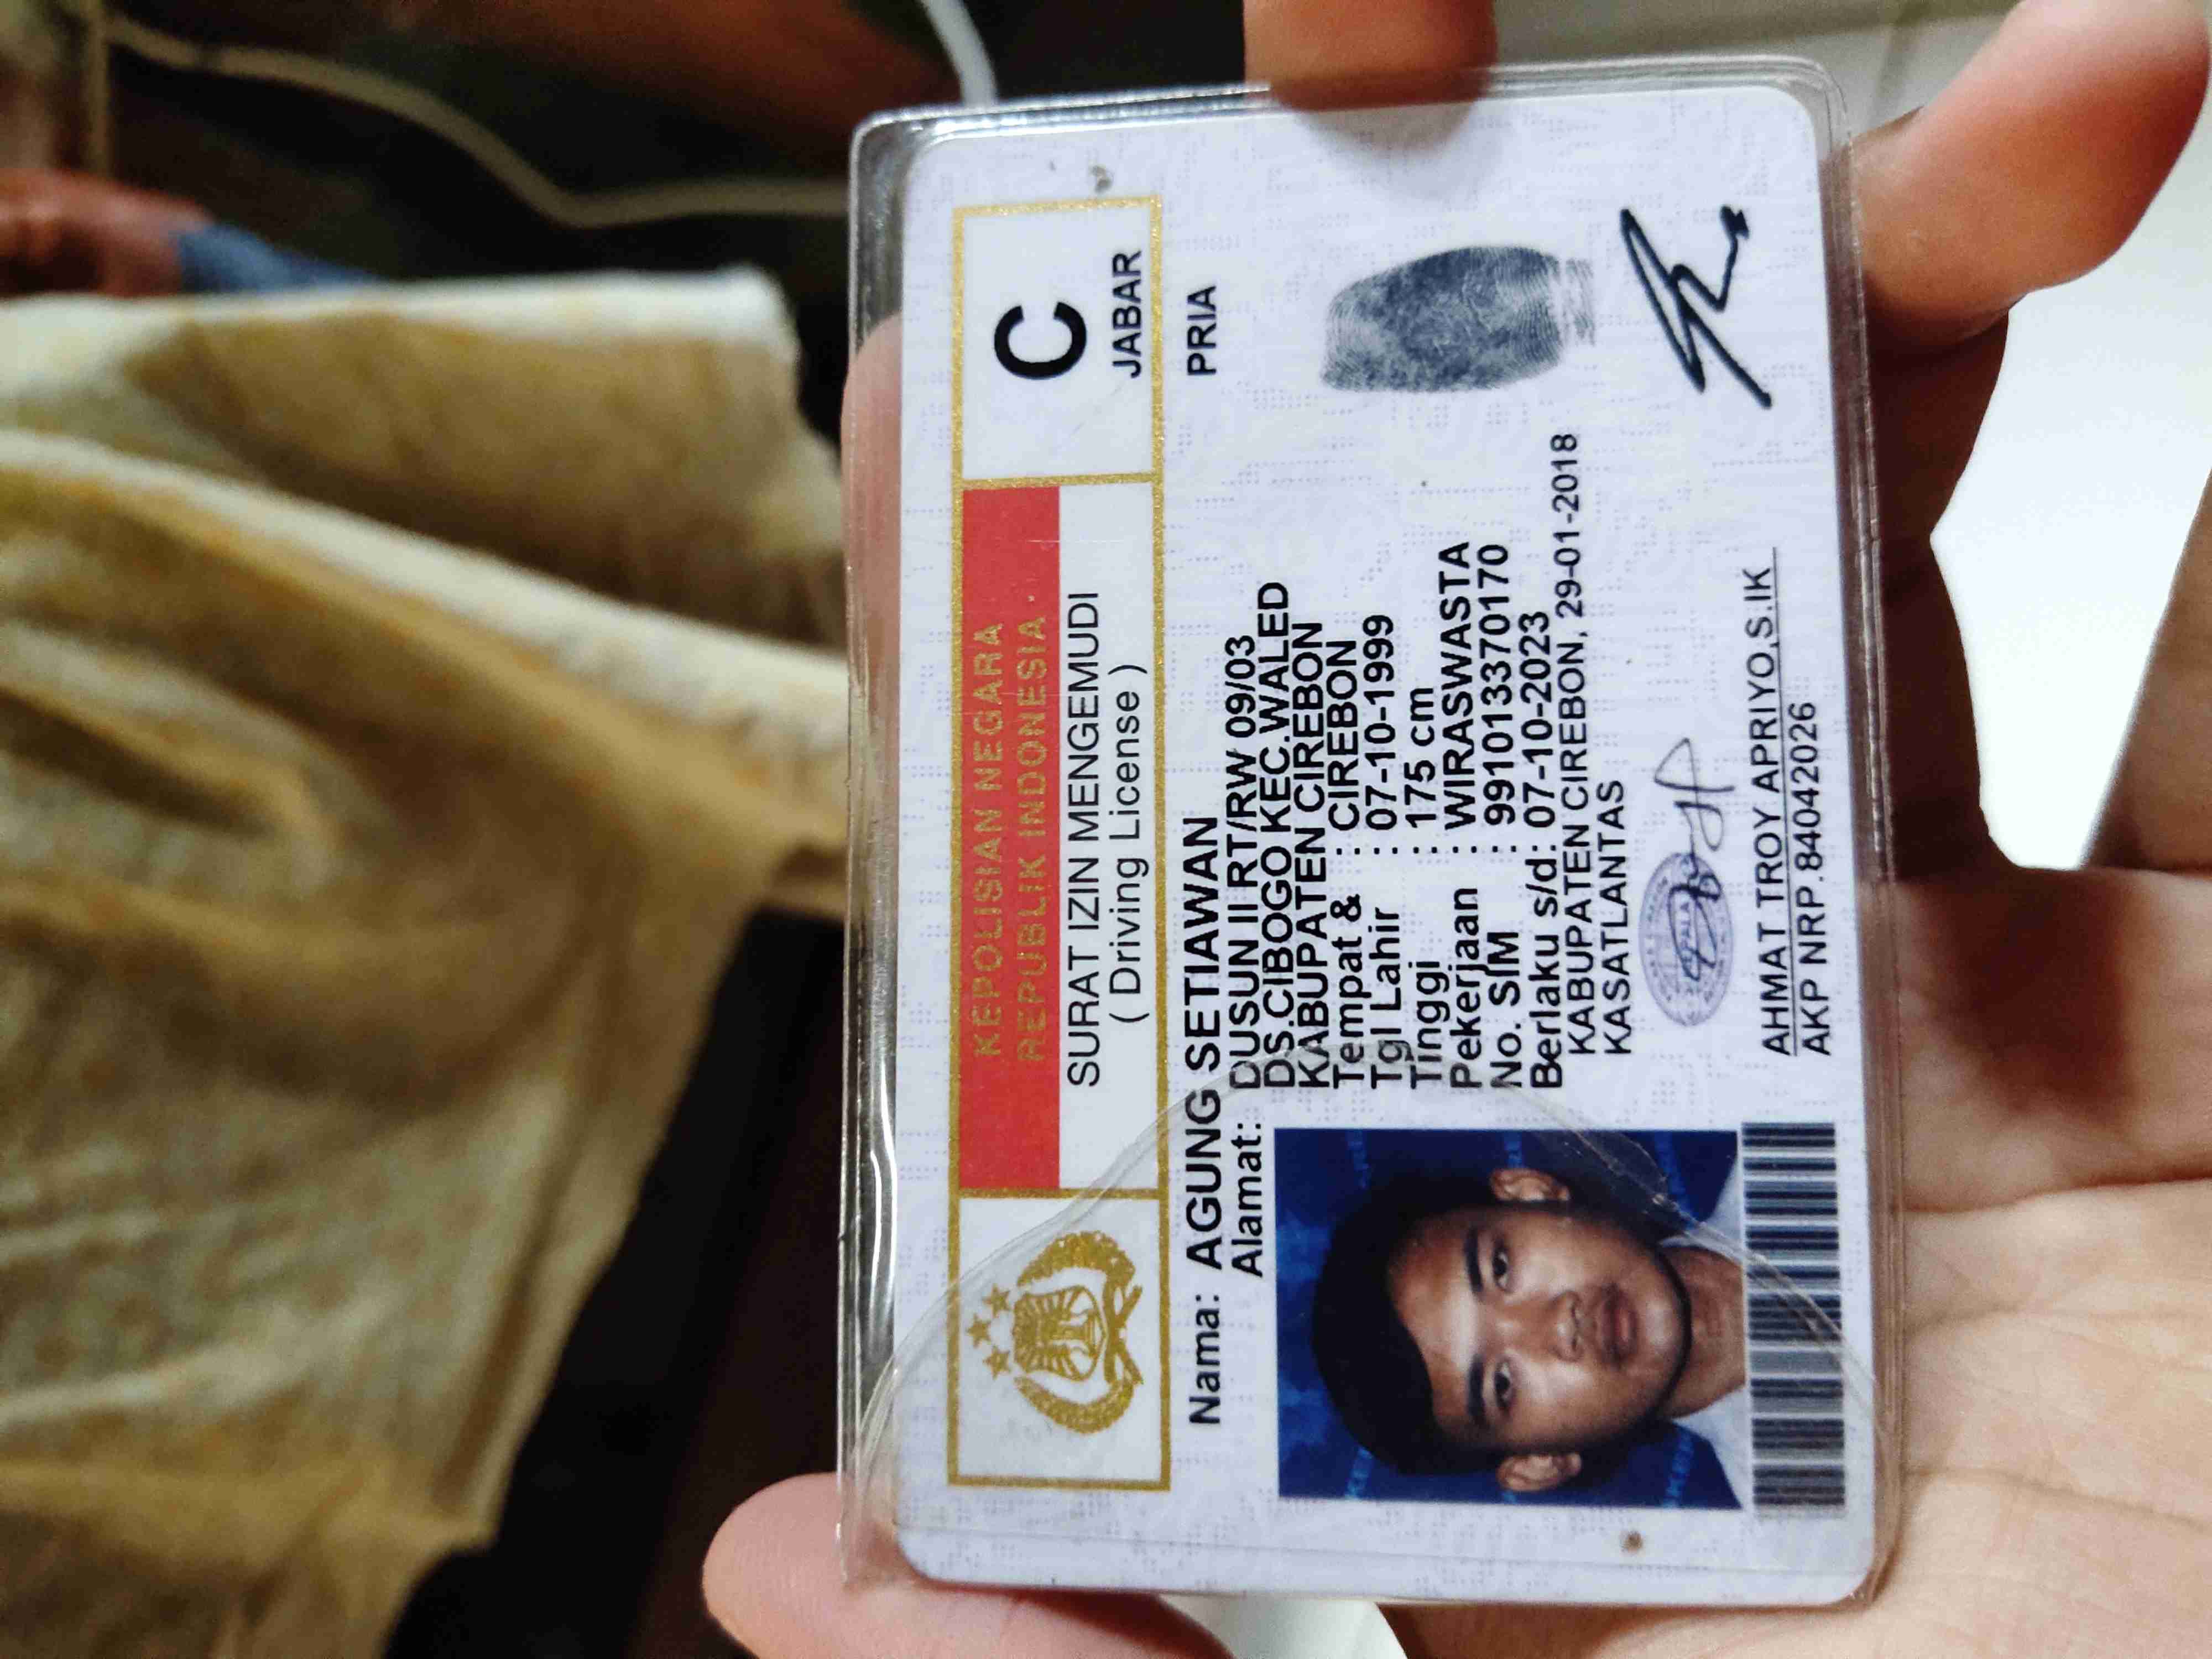 KEPOLISIAN NEGARA
REPUBLIK INDONESIA
SURAT IZIN MENGEMUDI
( Driving License )
C
JABAR
Nama: AGUNG SETIAWAN
PRIA
Alamat: DUSUN II RT/RW 09/03
DS.CIBOGO KEC.WALED
KABUPATEN CIREBON
Tempat & : CIREBON
Tgl Lahir : 07-10-1999
Tinggi : 175 cm
Pekerjaan : WIRASWASTA
No. SIM : 991013370170
Berlaku s/d : 07-10-2023
KABUPATEN CIREBON, 29-01-2018
KASATLANTAS
AHMAT TROY APRIYO,S.IK
AKP NRP.84042026